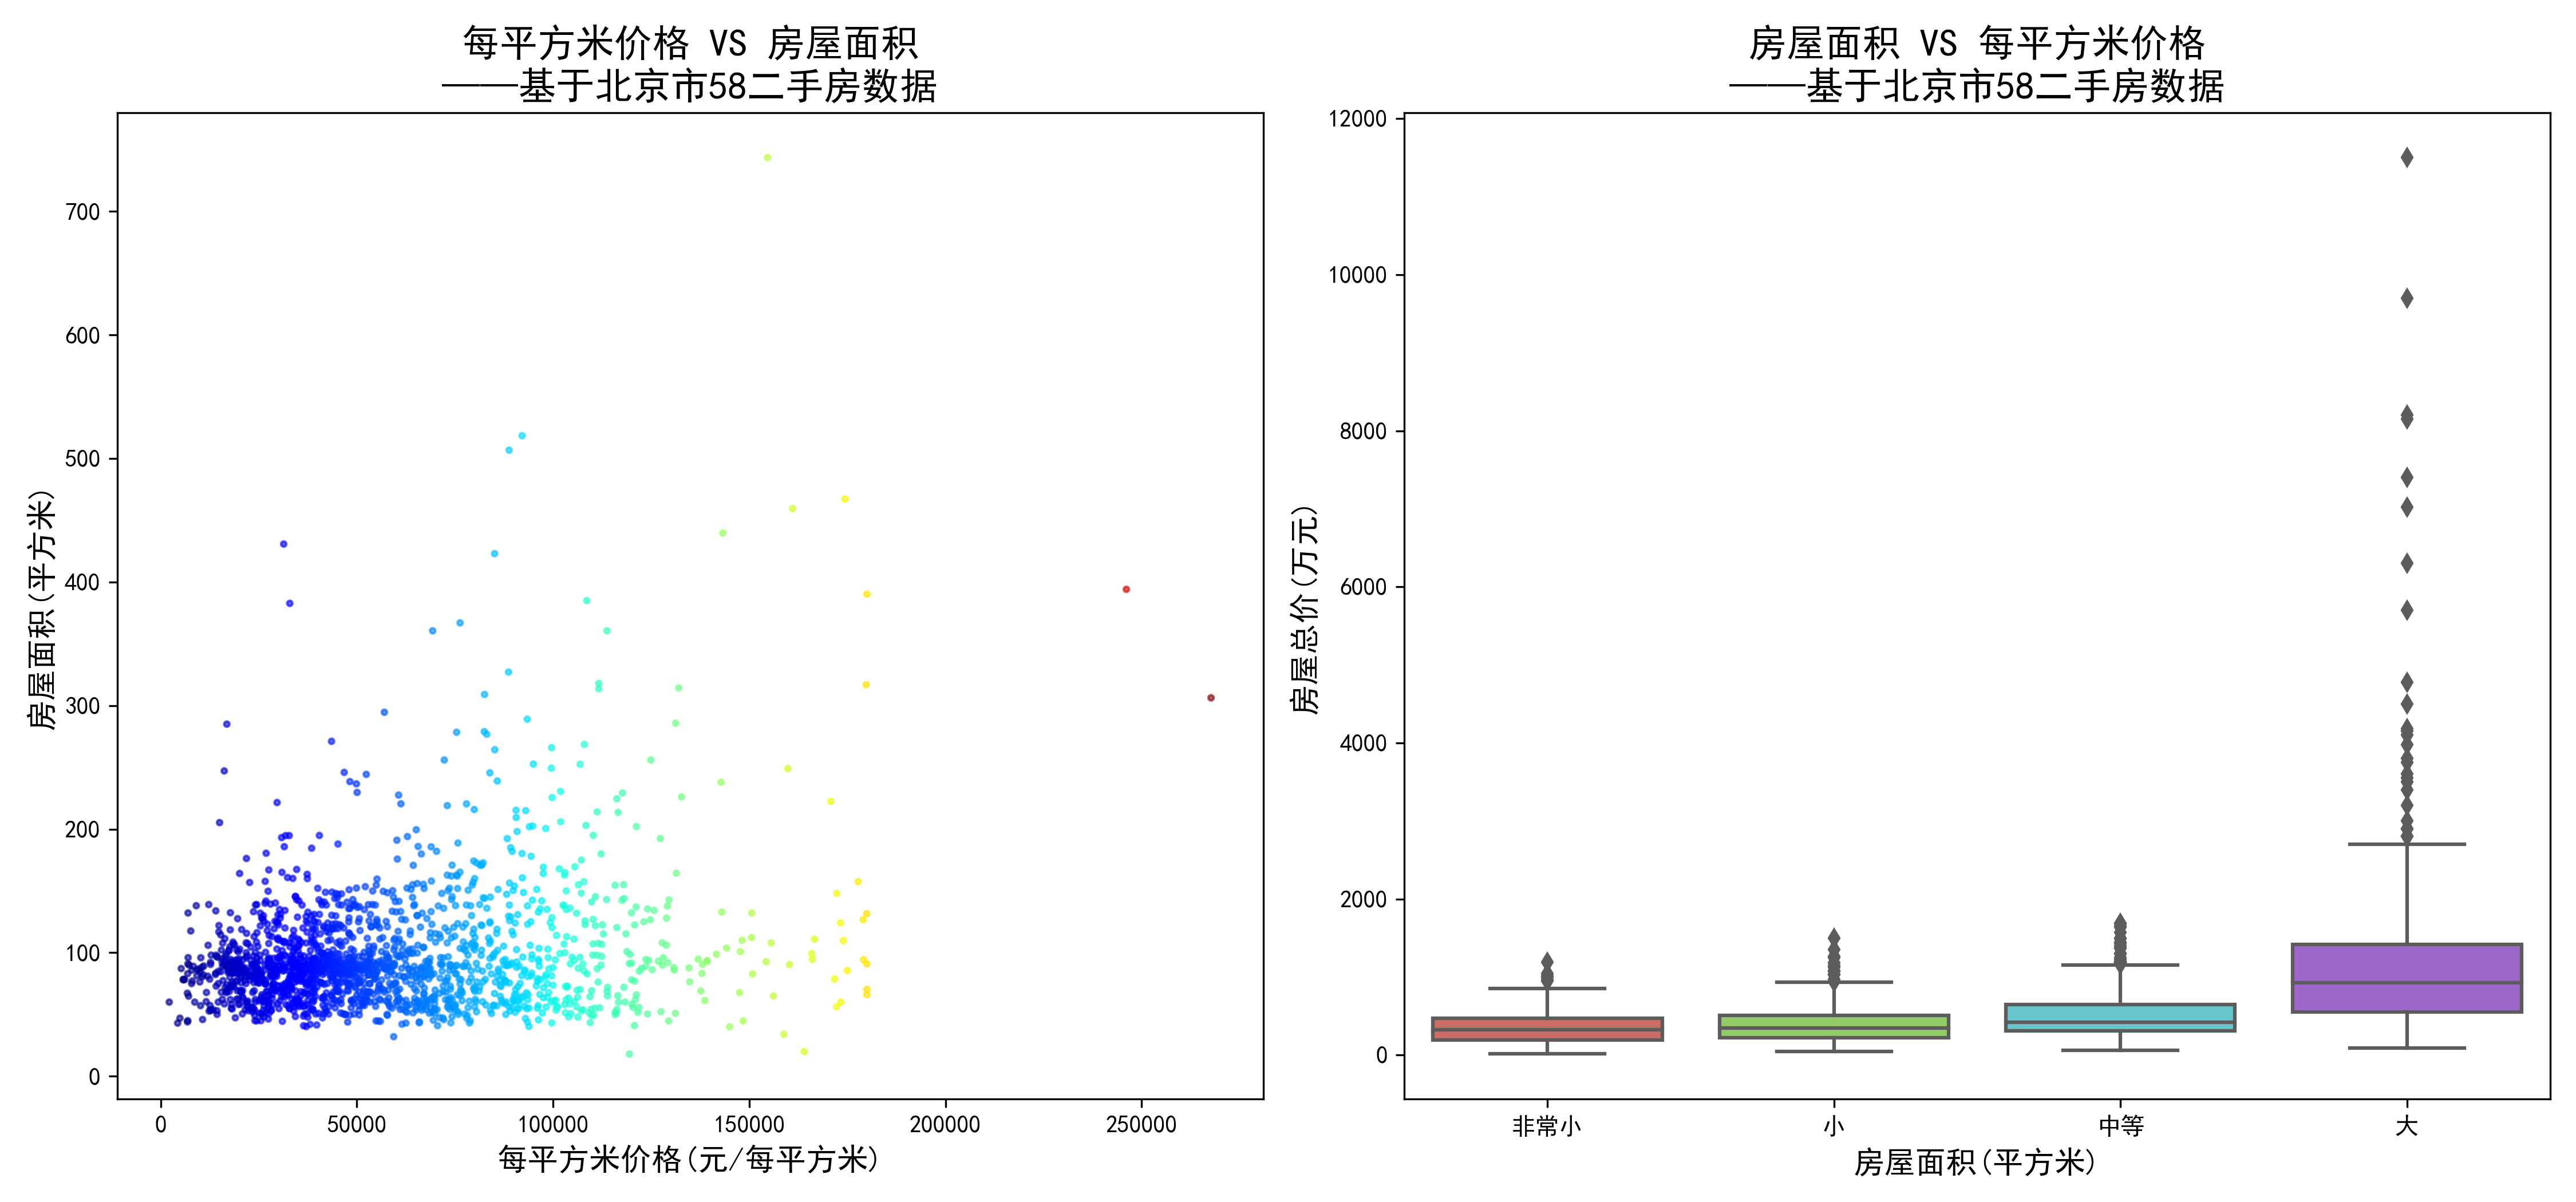 每平方米价格 VS 房屋面积
———基于北京市58二手房数据
700
600
500
400
300
200
100
0
房屋面积(平方米)
0 50000 100000 150000 200000 250000
每平方米价格(元/每平方米)
房屋面积 VS 每平方米价格
———基于北京市58二手房数据
12000
10000
8000
6000
4000
2000
0
房屋总价(万元)
非常小 小 中等 大
房屋面积(平方米)